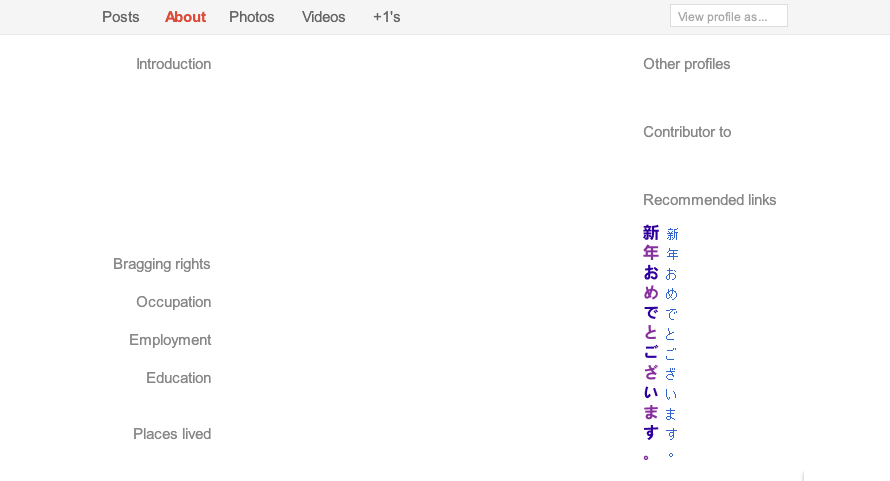 Posts About Photos Videos +1's View profile as...
Introduction
Bragging rights
Occupation
Employment
Education
Places lived
Other profiles
Contributor to
Recommended links
新 新
年 年
お お
め め
で で
と と
ご ご
ざ ざ
い い
ま ま
す す
。 。